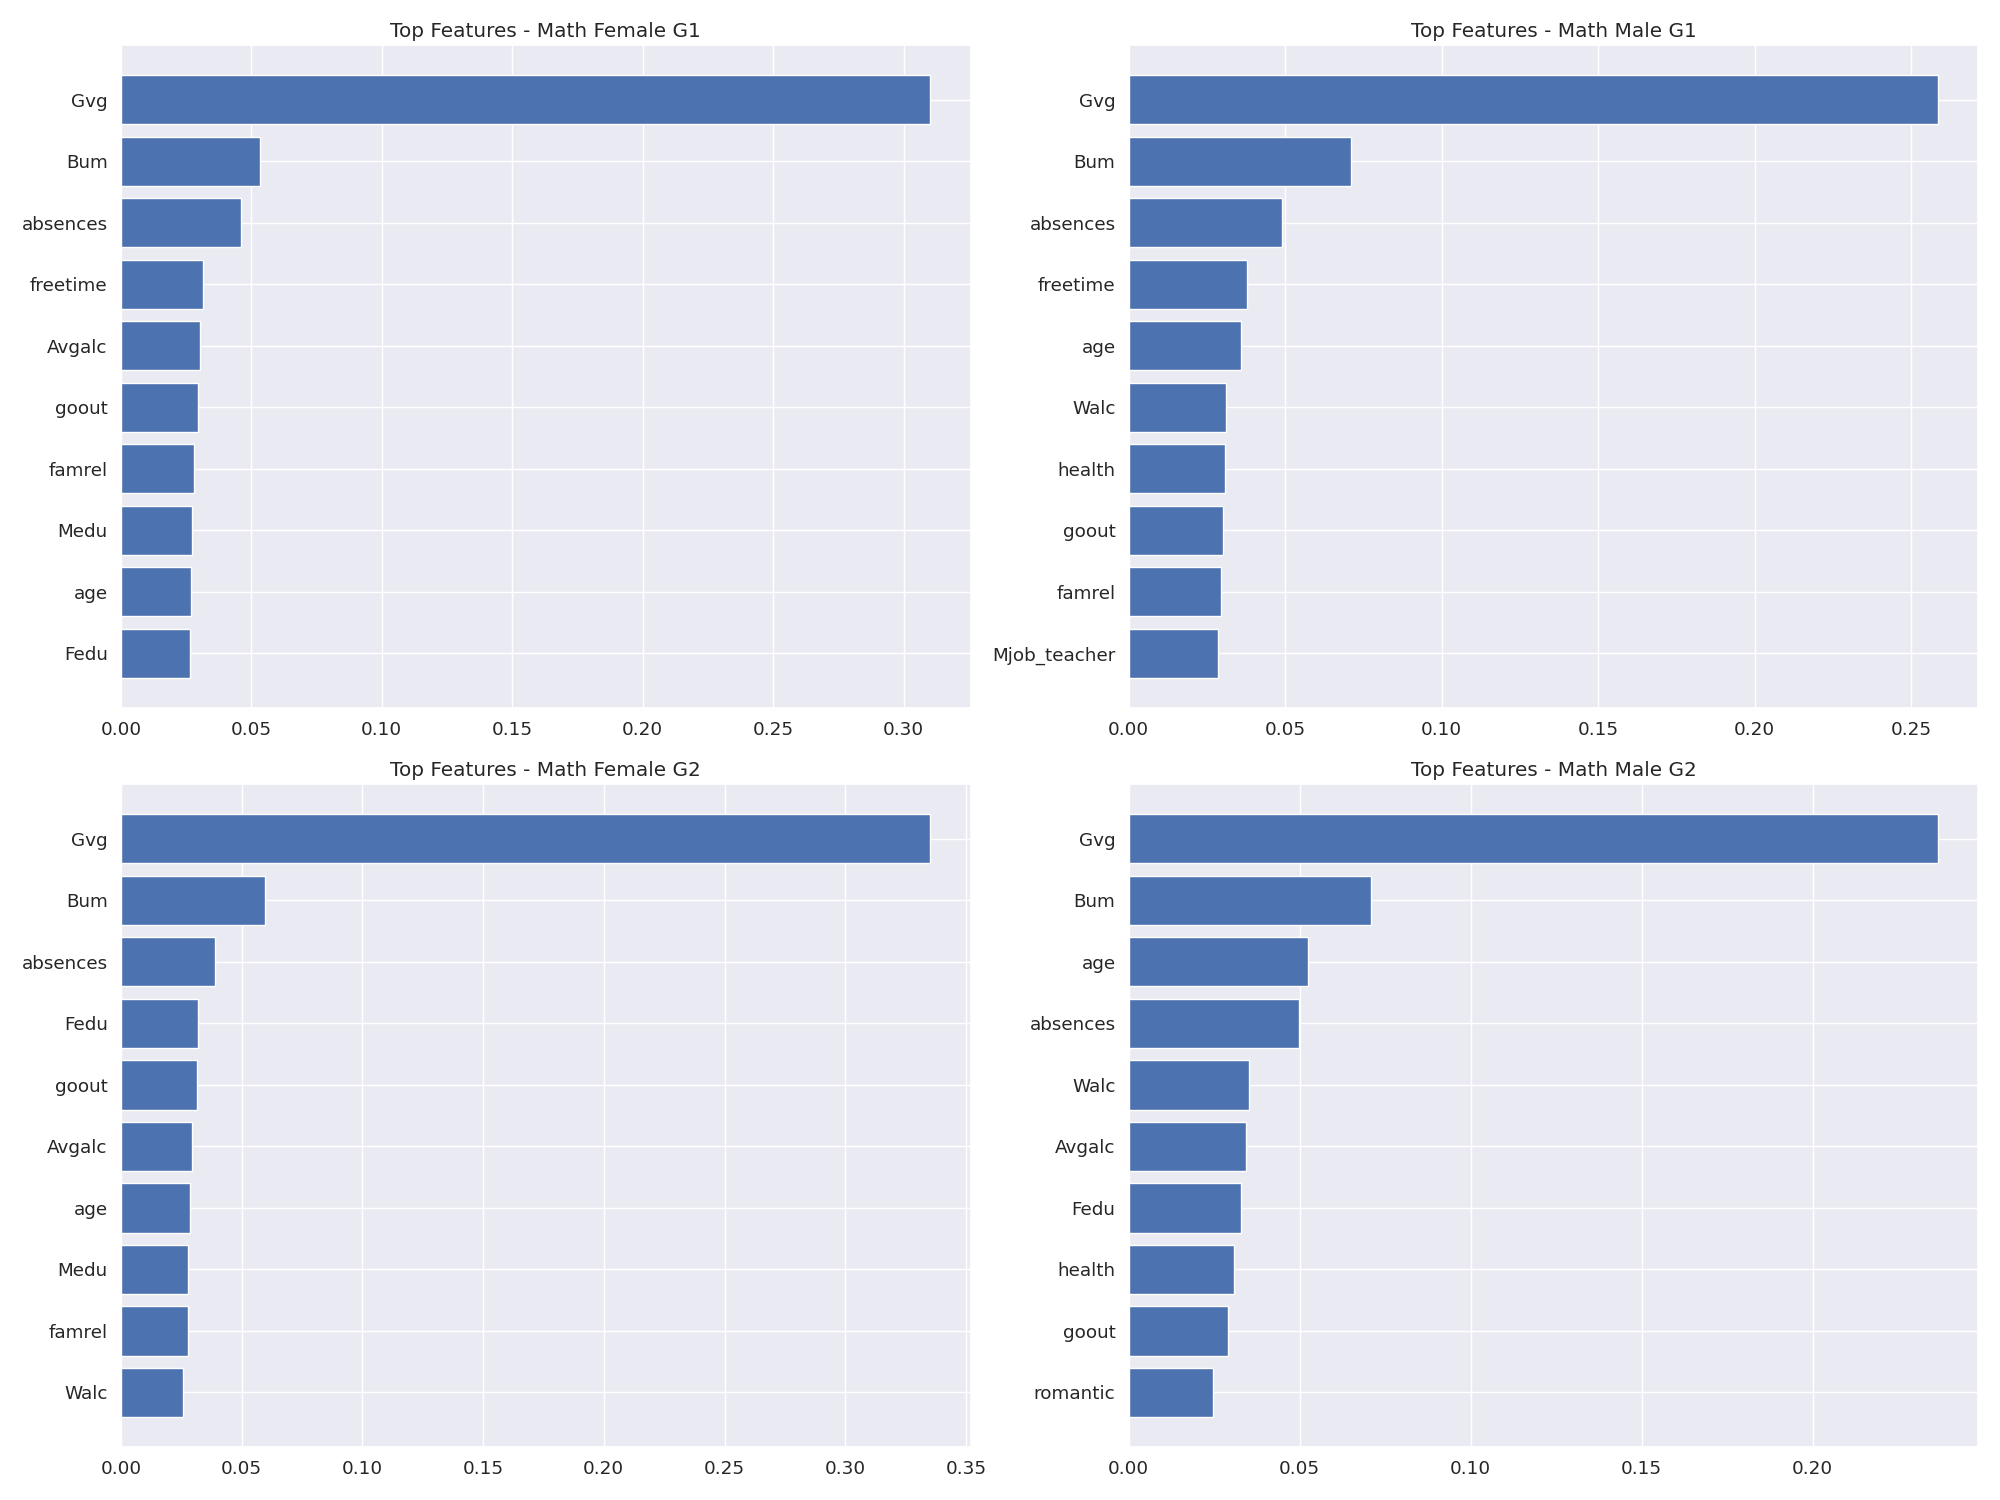 Top Features - Math Female G1
Gvg
Bum
absences
freetime
Avgalc
goout
famrel
Medu
age
Fedu
0.00 0.05 0.10 0.15 0.20 0.25 0.30
Top Features - Math Male G1
Gvg
Bum
absences
freetime
age
Walc
health
goout
famrel
Mjob_teacher
0.00 0.05 0.10 0.15 0.20 0.25
Top Features - Math Female G2
Gvg
Bum
absences
Fedu
goout
Avgalc
age
Medu
famrel
Walc
0.00 0.05 0.10 0.15 0.20 0.25 0.30 0.35
Top Features - Math Male G2
Gvg
Bum
age
absences
Walc
Avgalc
Fedu
health
goout
romantic
0.00 0.05 0.10 0.15 0.20